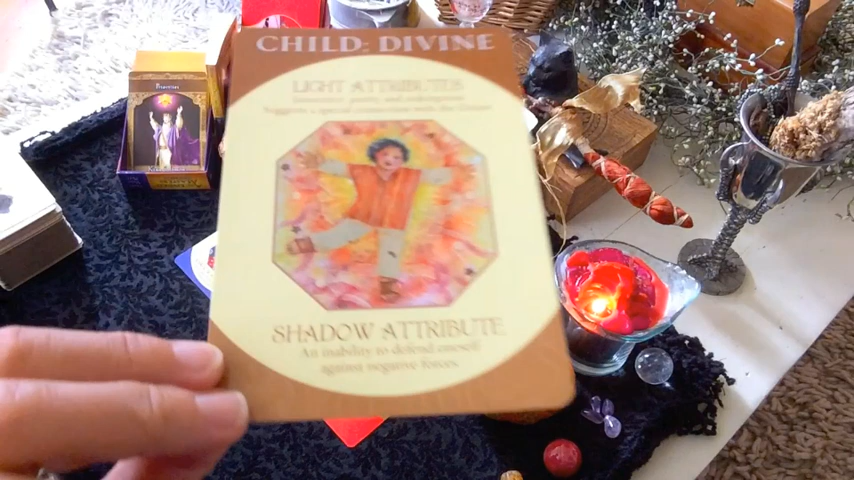 CHILD: DIVINE
LIGHT ATTRIBUTES
Innocence, purity, and redemption.
Suggests a special union with the Divine
SHADOW ATTRIBUTE
An inability to defend oneself
against negative forces.